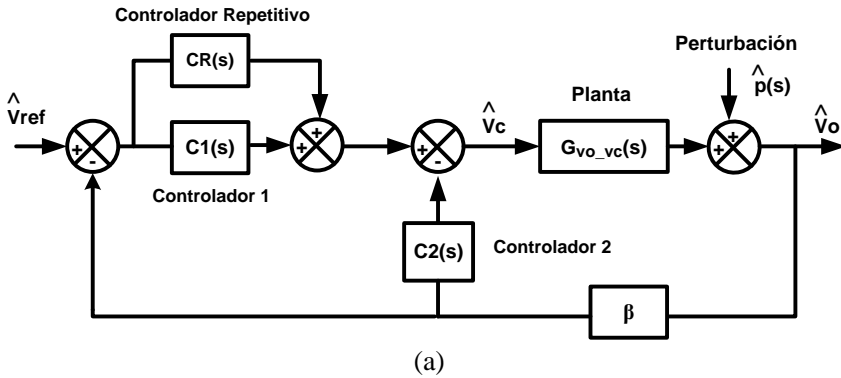 Controlador Repetitivo
CR(s)
Perturbación
^
p(s)
^
Vref
+
-
C1(s)
+
+
Controlador 1
+
-
^
Vc
Planta
Gvo_vc(s)
+
+
^
Vo
C2(s)
Controlador 2
β
(a)